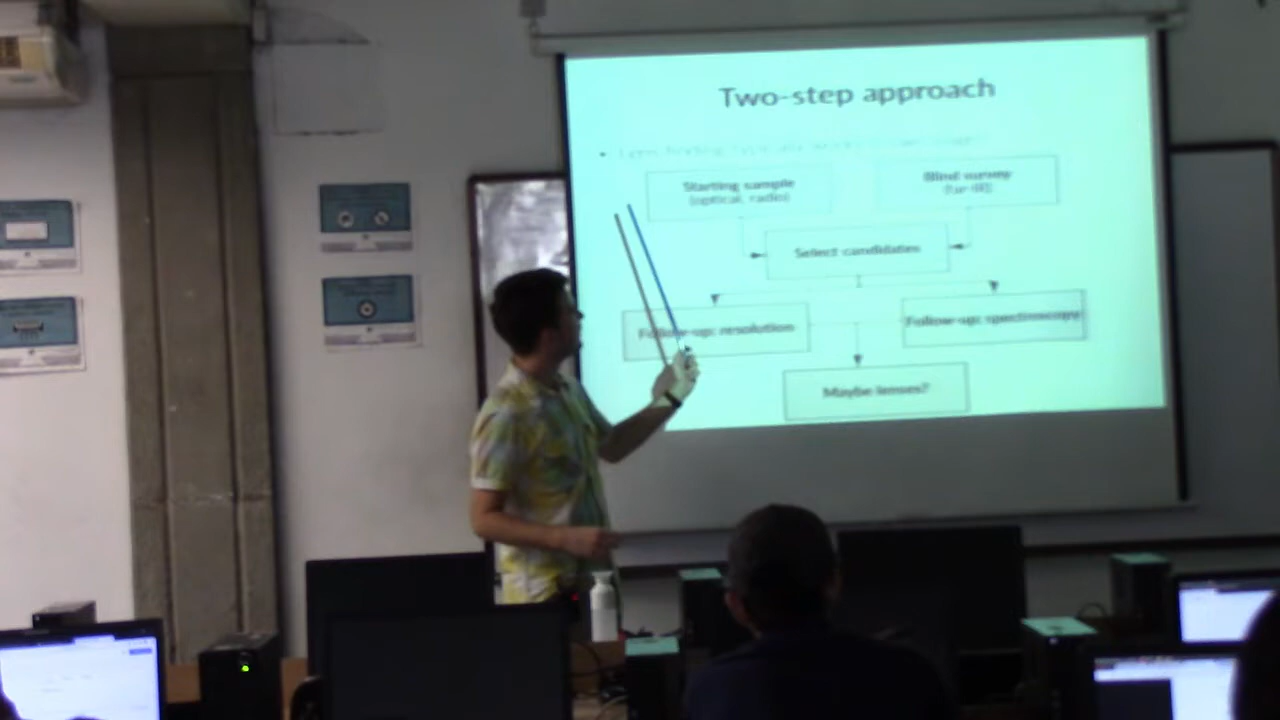 Two-step approach
Starting sample
(optical, radio)
Blind survey
(far-IR)
Select candidates
Follow-up: resolution
Follow-up: spectroscopy
Maybe lenses?